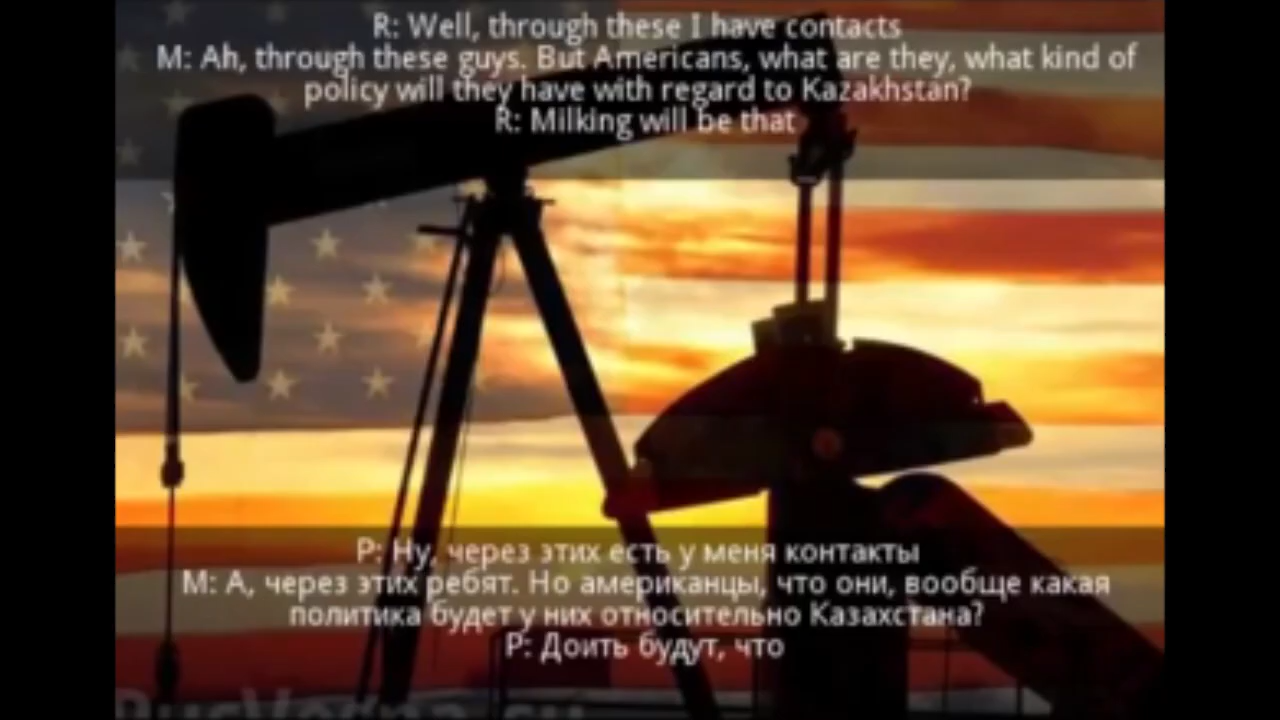 R: Well, through these I have contacts
M: Ah, through these guys. But Americans, what are they, what kind of
policy will they have with regard to Kazakhstan?
R: Milking will be that
Р: Ну, через этих есть у меня контакты
М: А, через этих ребят. Но американцы, что они, вообще какая
политика будет у них относительно Казахстана?
Р: Доить будут, что